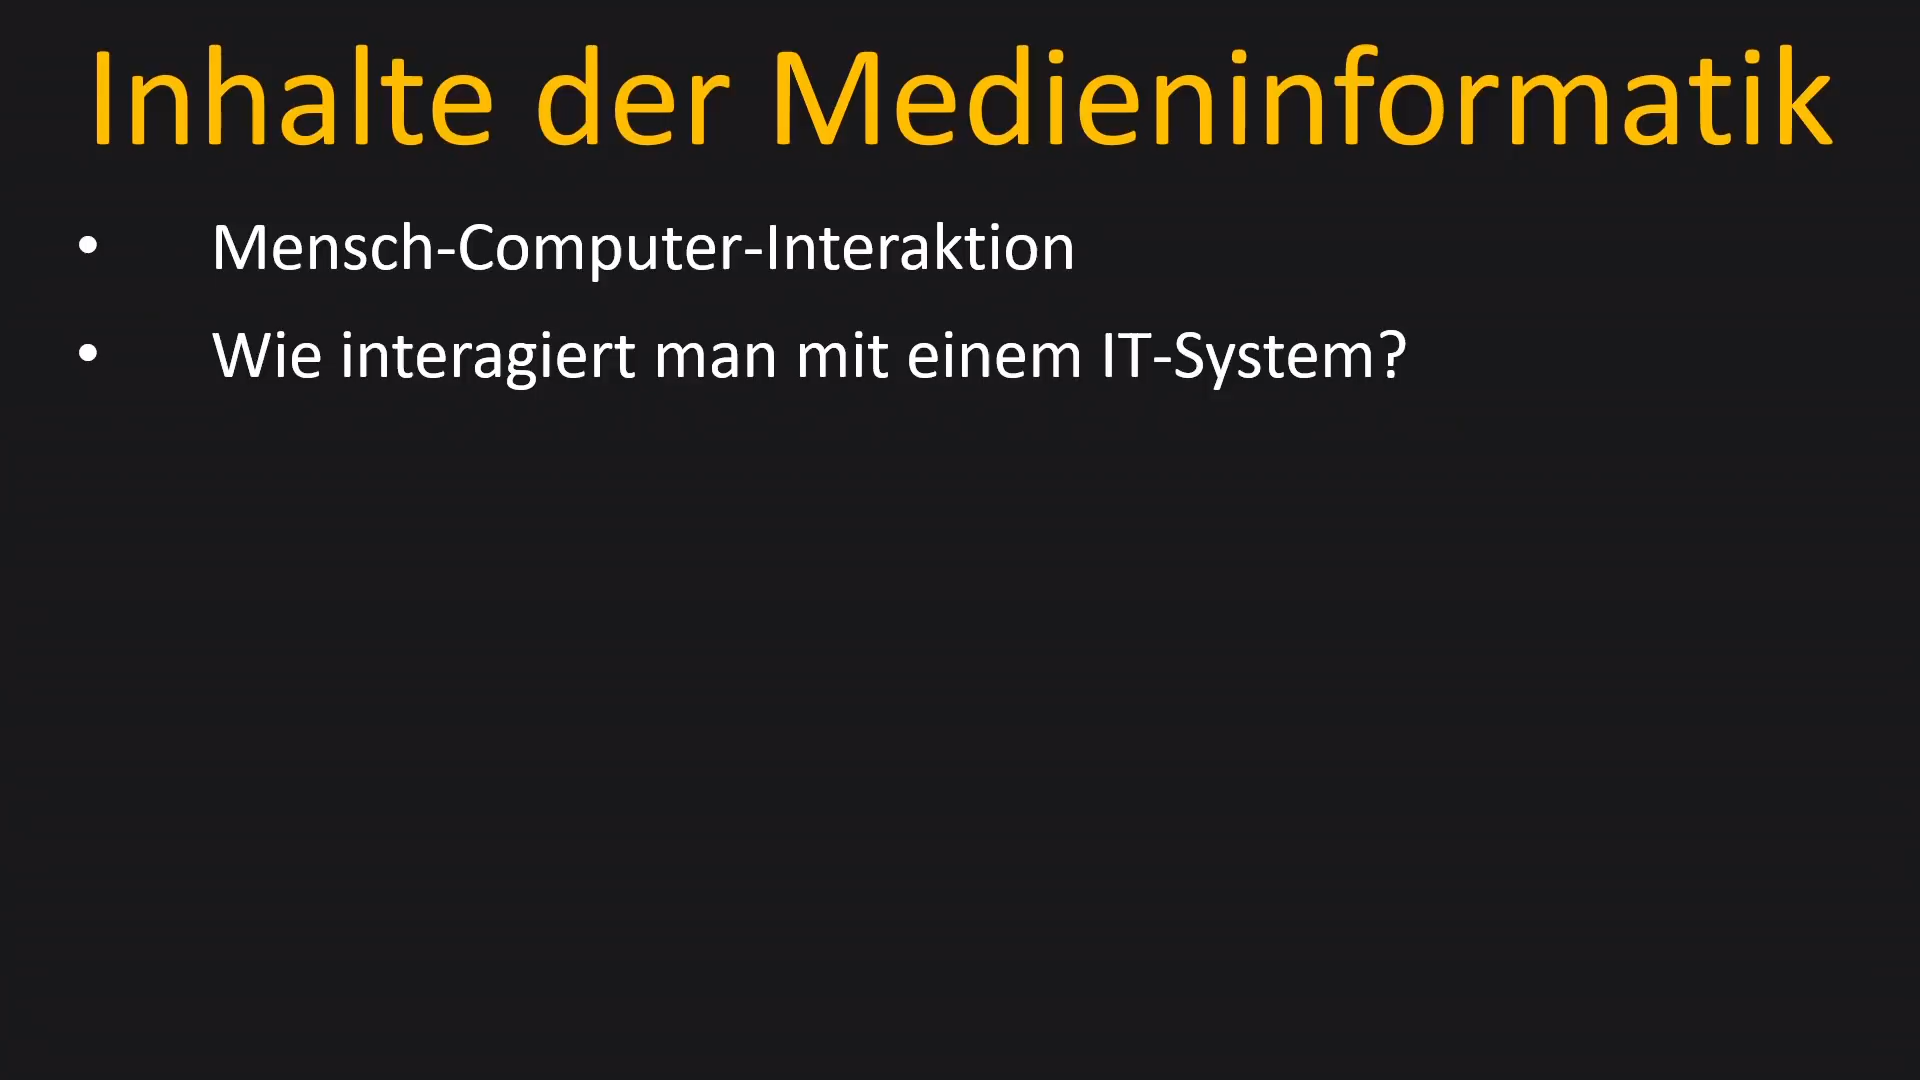 Inhalte der Medieninformatik
• Mensch-Computer-Interaktion
• Wie interagiert man mit einem IT-System?